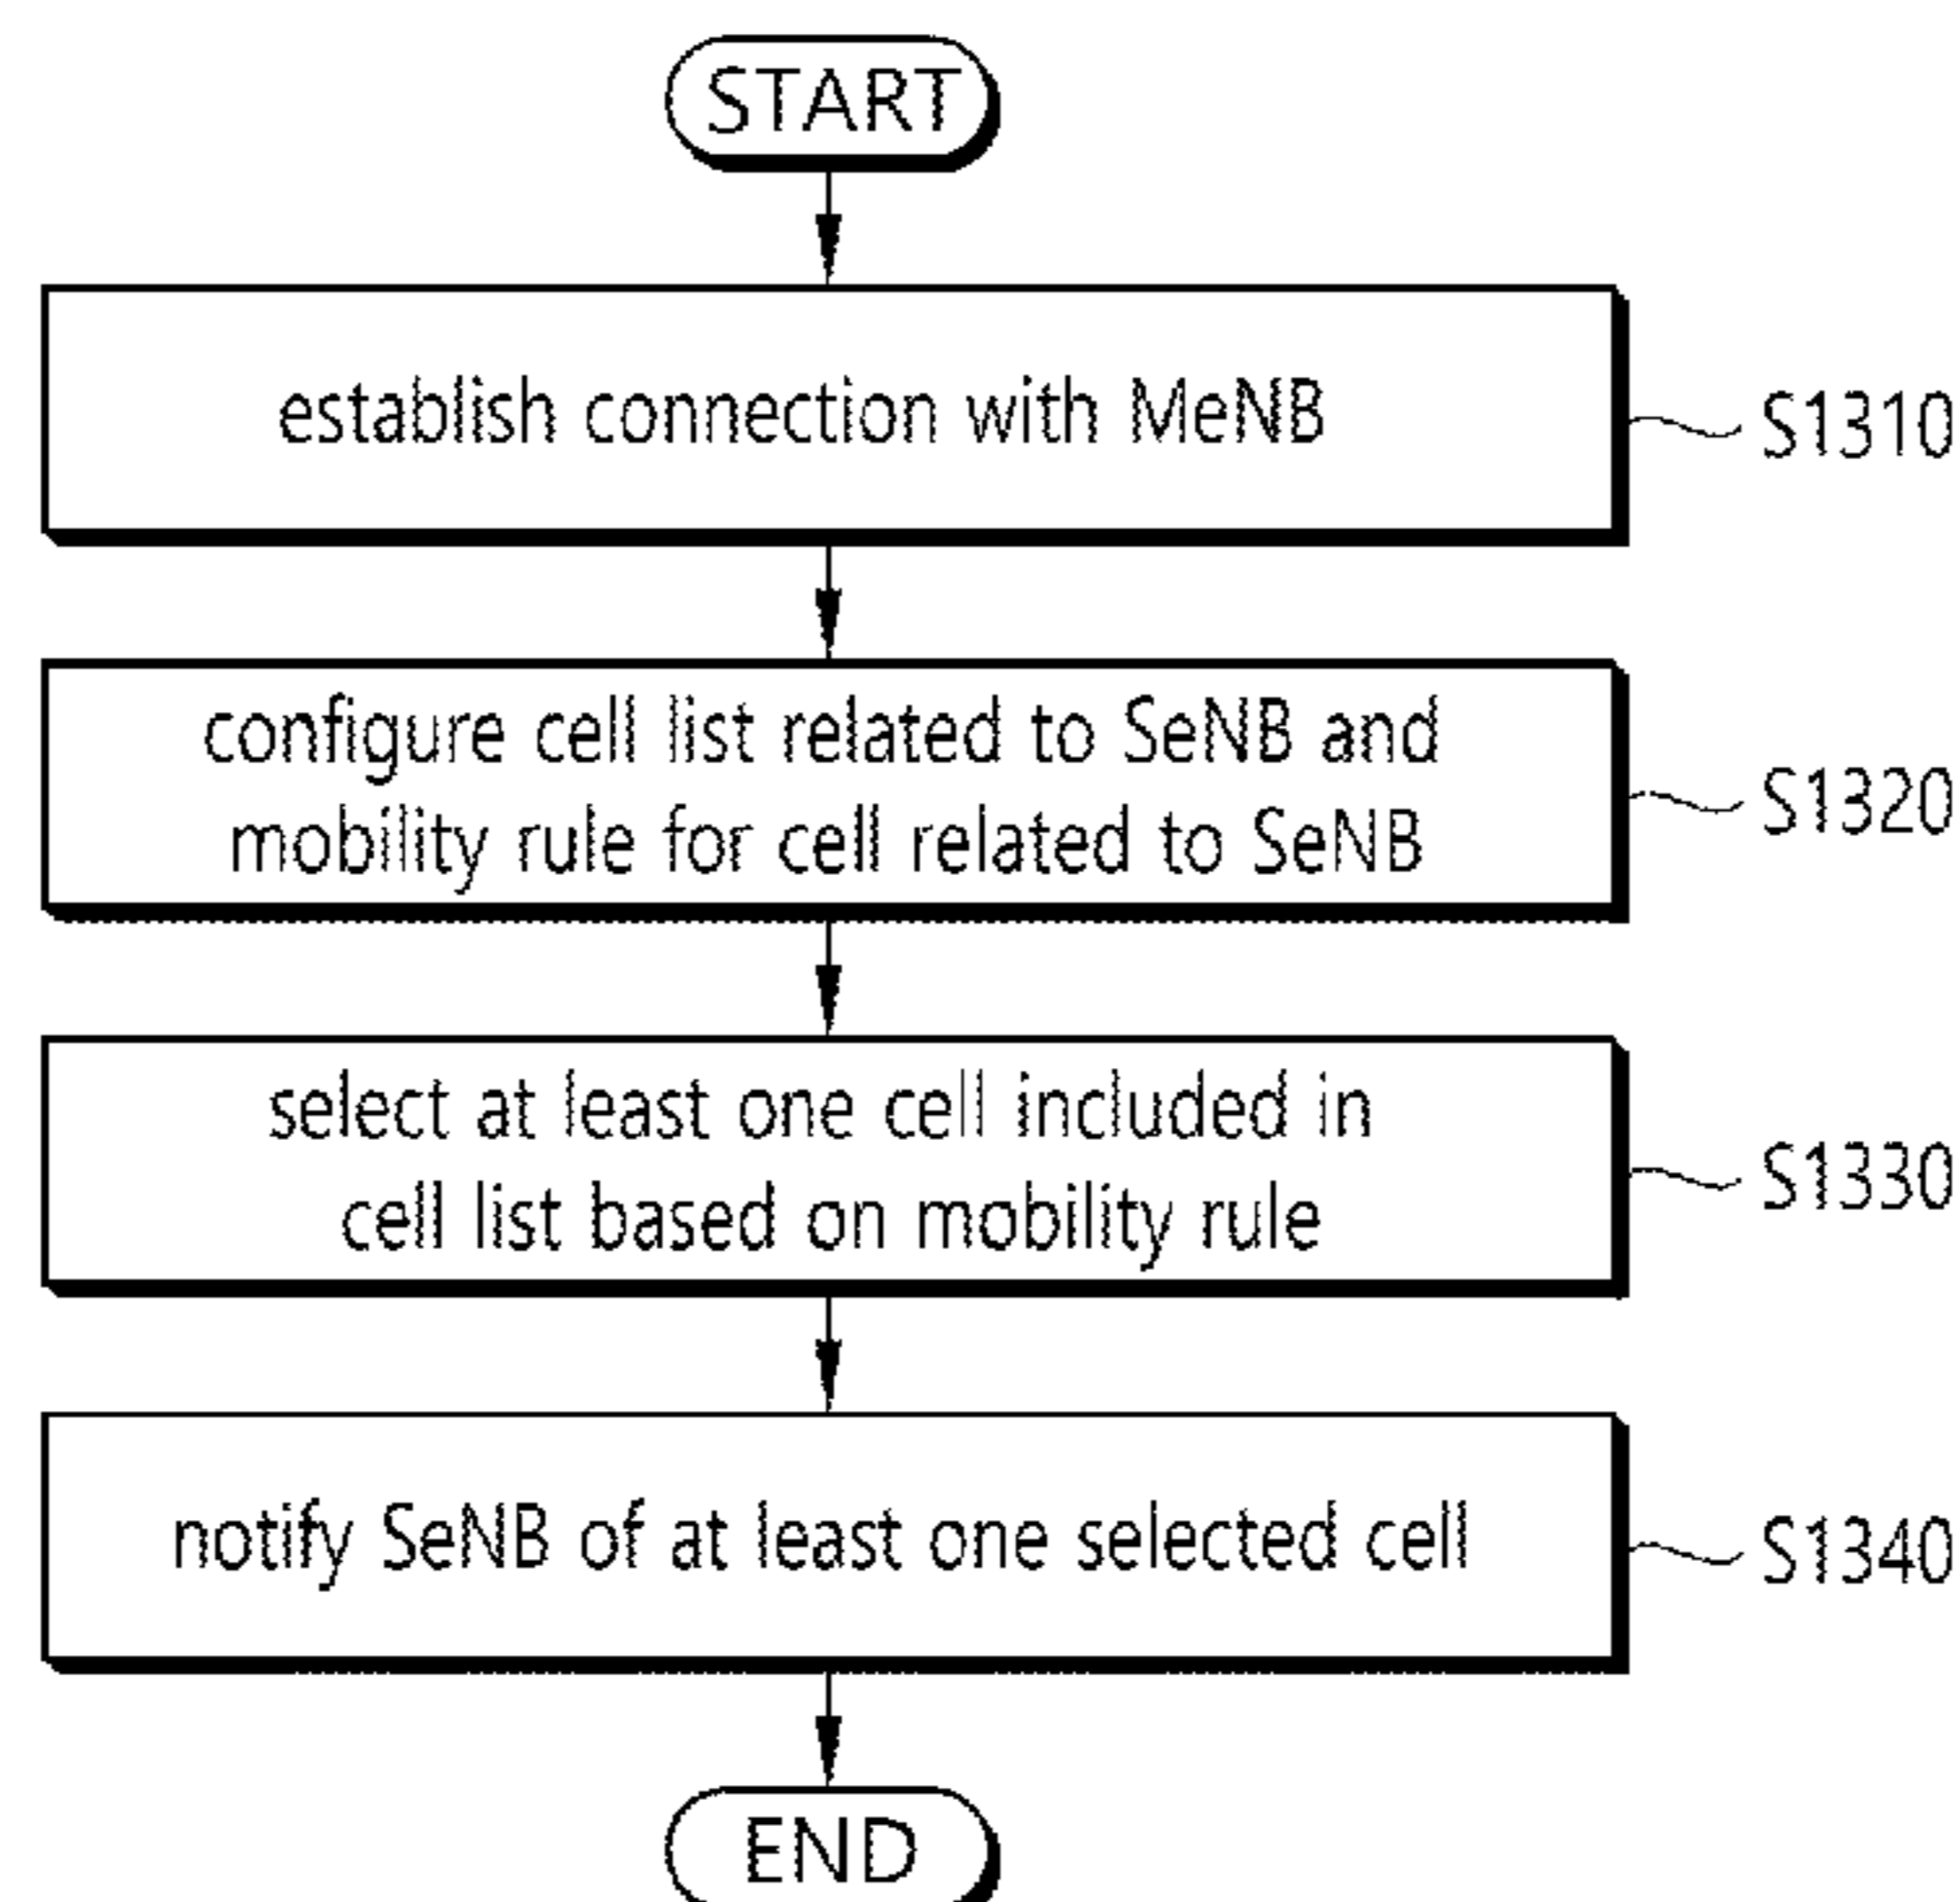 START
establish connection with MeNB
S1310
configure cell list related to SeNB and
mobility rule for cell related to SeNB
S1320
select at least one cell included in
cell list based on mobility rule
S1330
notify SeNB of at least one selected cell
S1340
END